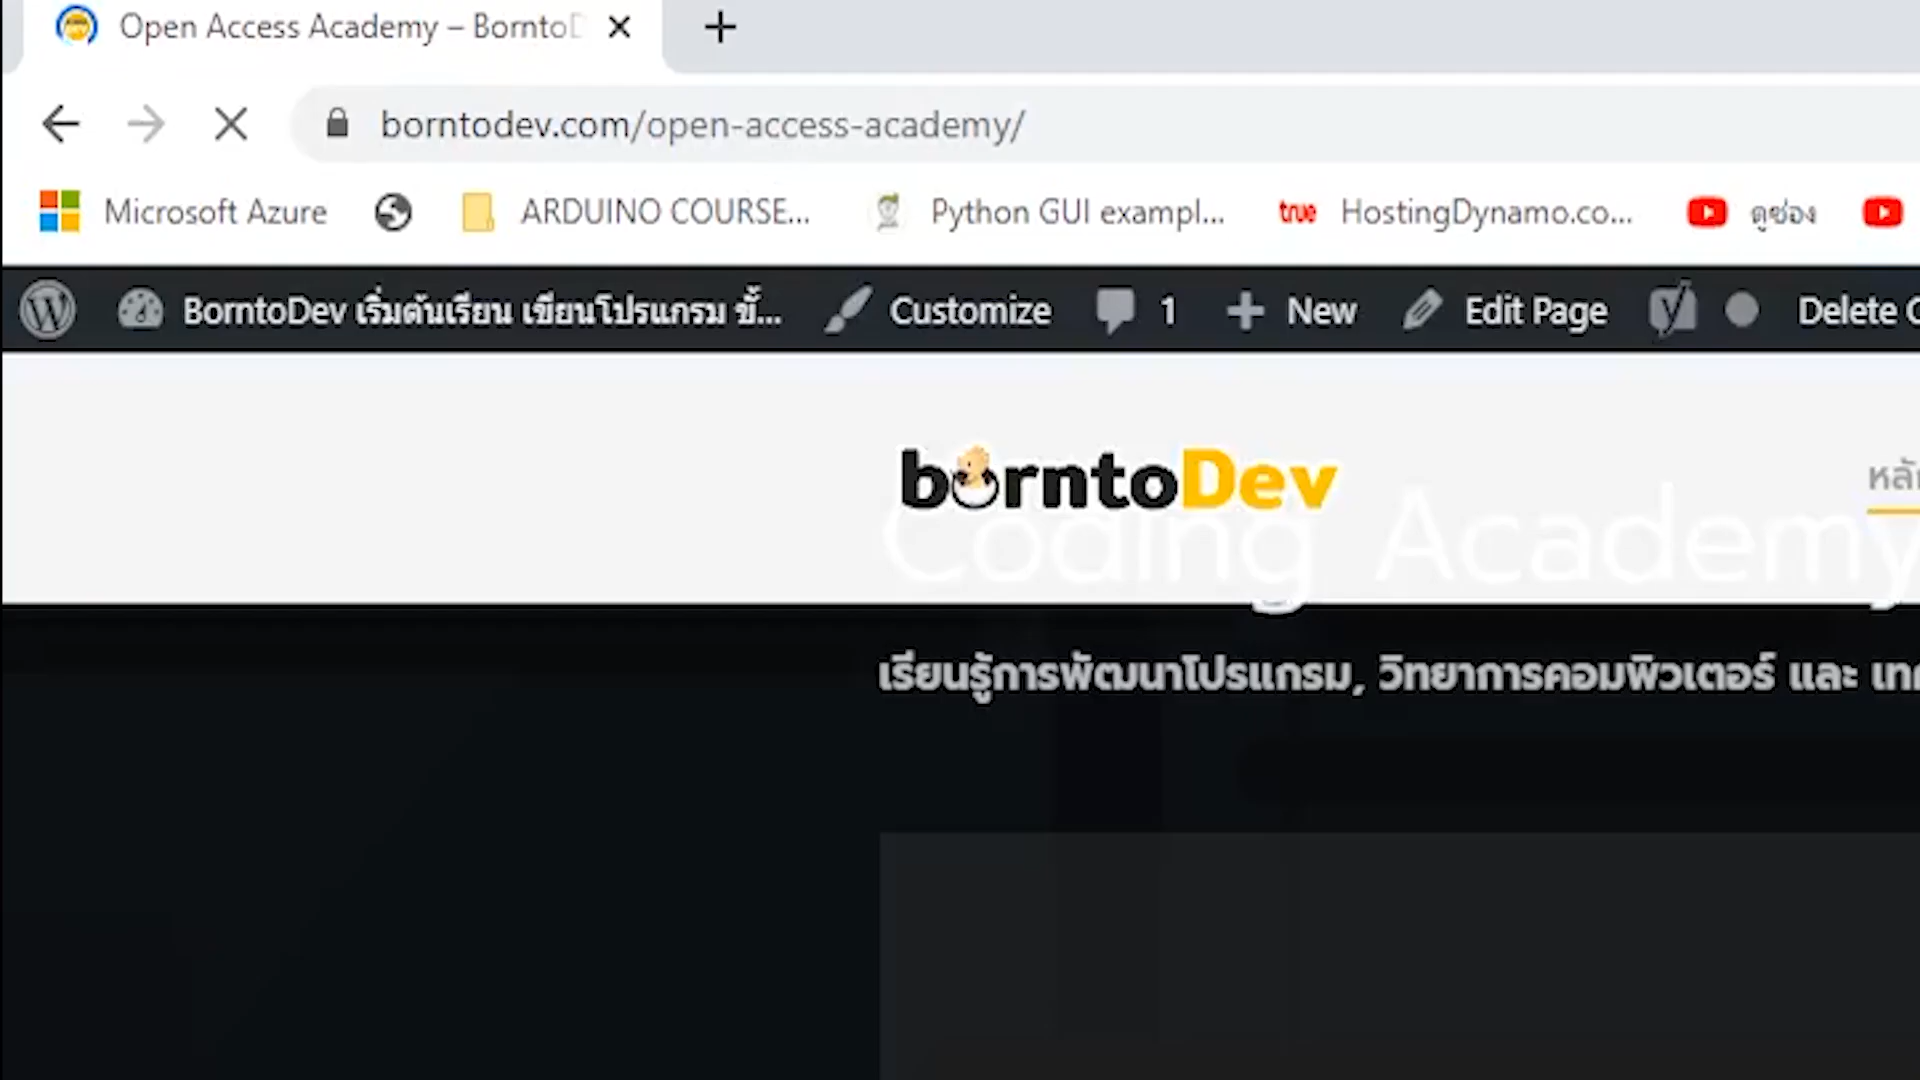 Open Access Academy – Bornto
borntodev.com/open-access-academy/
Microsoft Azure ARDUINO COURSE... Python GUI exampl... true HostingDynamo.co... ดูช่อง
BorntoDev เริ่มต้นเรียน เขียนโปรแกรม ขั้... Customize 1 New Edit Page Delete
borntoDev
Coding Academy
เรียนรู้การพัฒนาโปรแกรม, วิทยาการคอมพิวเตอร์ และ